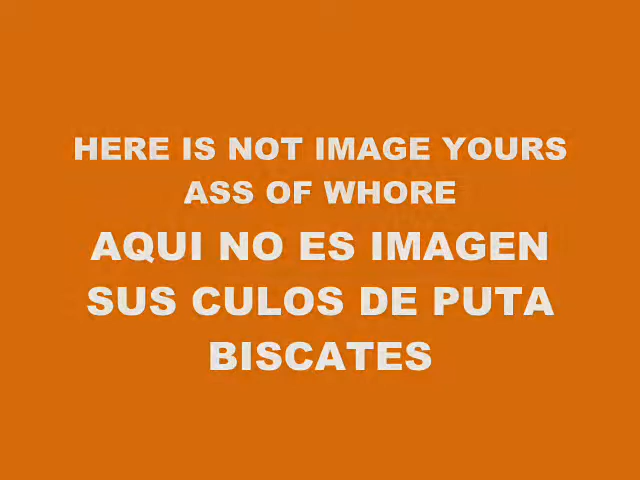 HERE IS NOT IMAGE YOURS
ASS OF WHORE
AQUI NO ES IMAGEN
SUS CULOS DE PUTA
BISCATES